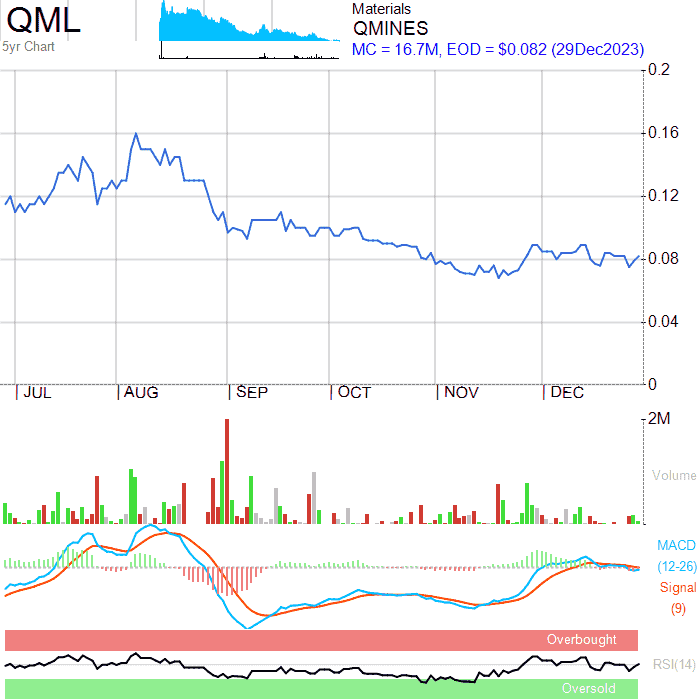 QML
5yr Chart
Materials
QMINES
MC = 16.7M, EOD = $0.082 (29Dec2023)
0.2
0.16
0.12
0.08
0.04
0
JUL AUG SEP OCT NOV DEC
2M
Volume
MACD
(12-26)
Signal
(9)
Overbought
RSI(14)
Oversold